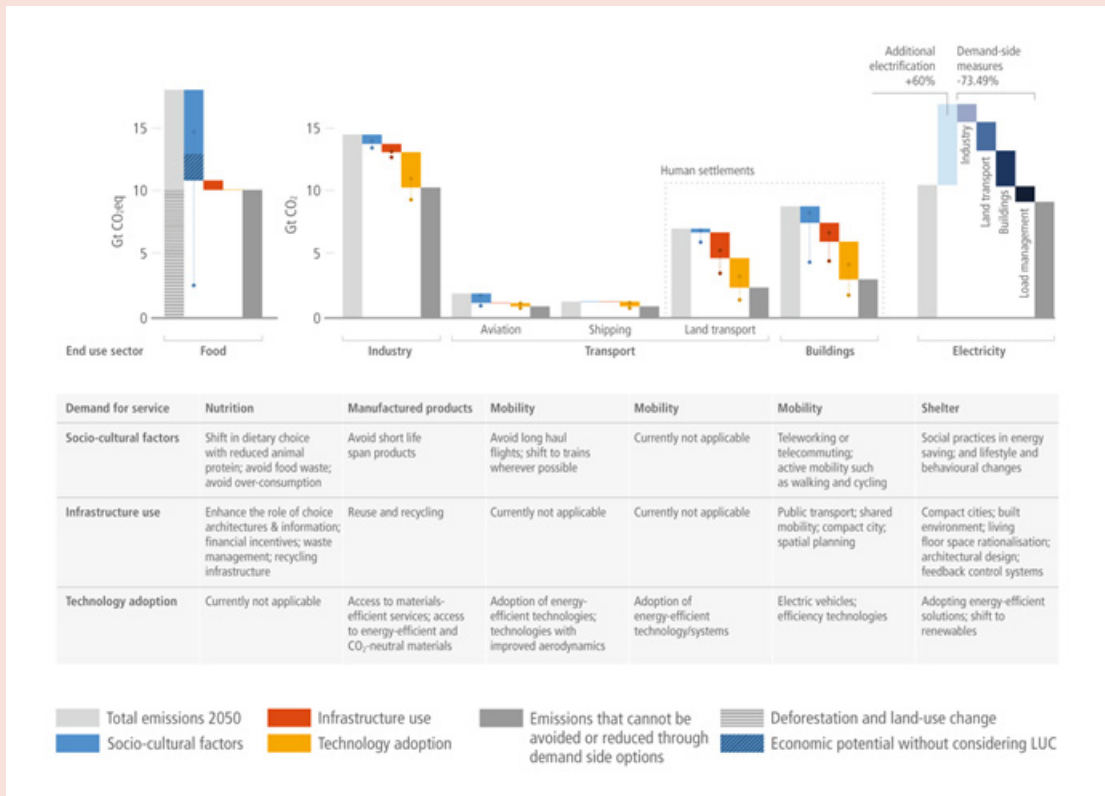 Additional
electrification
+60%
Demand-side
measures
-73.49%
Gt CO₂eq
15
10
5
0
Gt CO₂
15
10
5
0
Human settlements
Industry
Land transport
Buildings
Load management
Aviation
Shipping
Land transport
End use sector
Food
Industry
Transport
Buildings
Electricity
Demand for service
Nutrition
Manufactured products
Mobility
Mobility
Mobility
Shelter
Socio-cultural factors
Shift in dietary choice
with reduced animal
protein; avoid food waste;
avoid over-consumption
Avoid short life
span products
Avoid long haul
flights; shift to trains
wherever possible
Currently not applicable
Teleworking or
telecommuting;
active mobility such
as walking and cycling
Social practices in energy
saving; and lifestyle and
behavioural changes
Infrastructure use
Enhance the role of choice
architectures & information;
financial incentives; waste
management; recycling
infrastructure
Reuse and recycling
Currently not applicable
Currently not applicable
Public transport; shared
mobility; compact city;
spatial planning
Compact cities; built
environment; living
floor space rationalisation;
architectural design;
feedback control systems
Technology adoption
Currently not applicable
Access to materials-
efficient services; access
to energy-efficient and
CO₂-neutral materials
Adoption of energy-
efficient technologies;
technologies with
improved aerodynamics
Adoption of
energy-efficient
technology/systems
Electric vehicles;
efficiency technologies
Adopting energy-efficient
solutions; shift to
renewables
Total emissions 2050
Socio-cultural factors
Infrastructure use
Technology adoption
Emissions that cannot be
avoided or reduced through
demand side options
Deforestation and land-use change
Economic potential without considering LUC